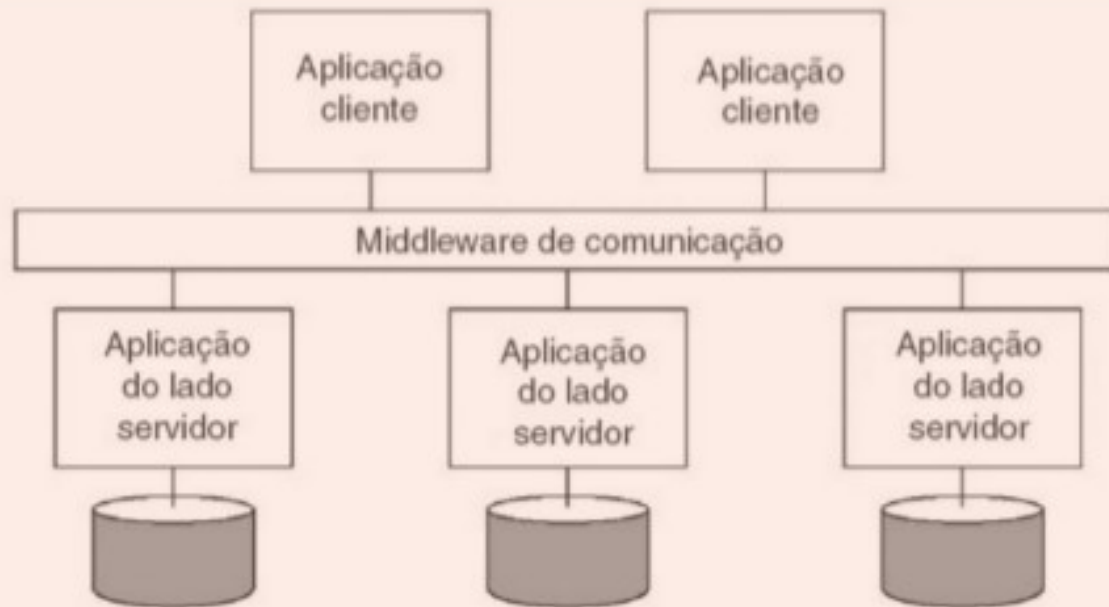 Aplicação
cliente
Aplicação
cliente
Middleware de comunicação
Aplicação
do lado
servidor
Aplicação
do lado
servidor
Aplicação
do lado
servidor